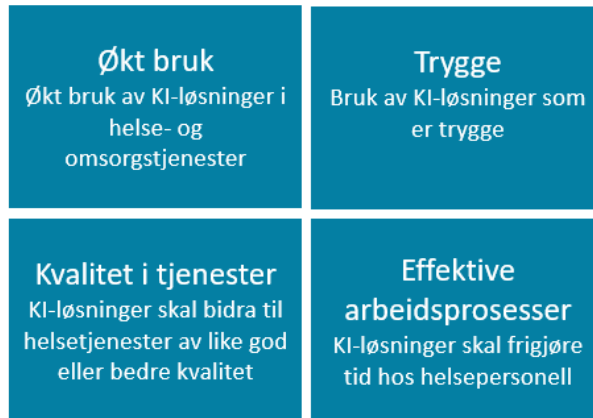 Økt bruk
Økt bruk av KI-løsninger i
helse- og
omsorgstjenester
Trygge
Bruk av KI-løsninger som
er trygge
Kvalitet i tjenester
KI-løsninger skal bidra til
helsetjenester av like god
eller bedre kvalitet
Effektive
arbeidsprosesser
KI-løsninger skal frigjøre
tid hos helsepersonell